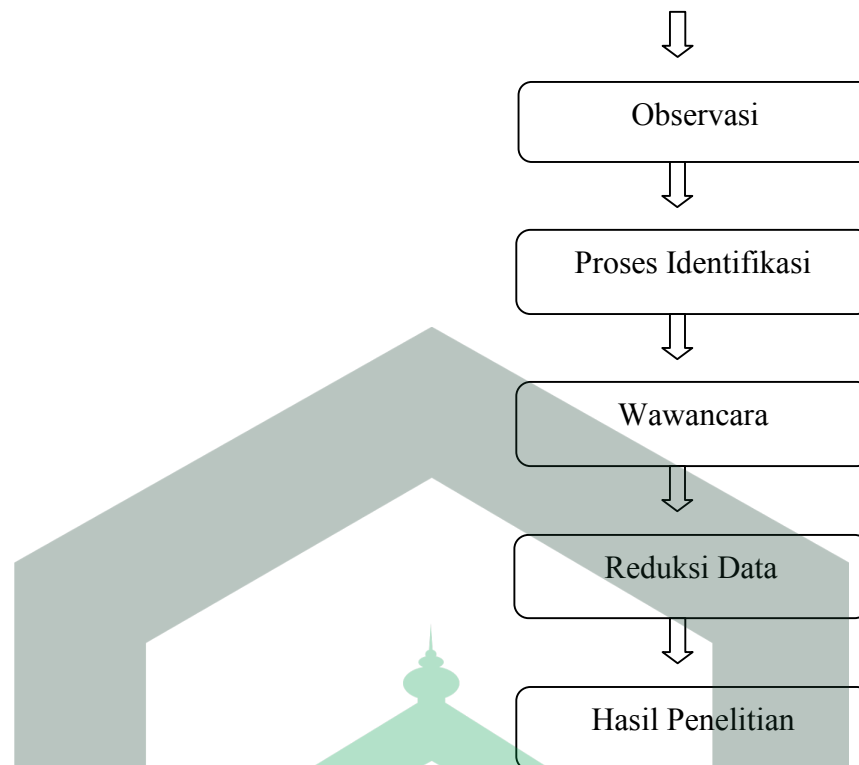 Observasi
Proses Identifikasi
Wawancara
Reduksi Data
Hasil Penelitian